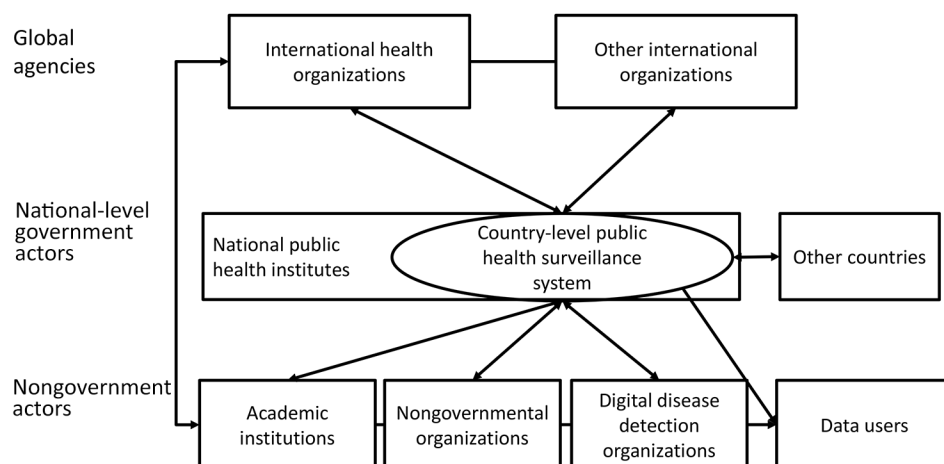 Global
agencies
International health
organizations
Other international
organizations
National-level
government
actors
National public
health institutes
Country-level public
health surveillance
system
Other countries
Nongovernment
actors
Academic
institutions
Nongovernmental
organizations
Digital disease
detection
organizations
Data users